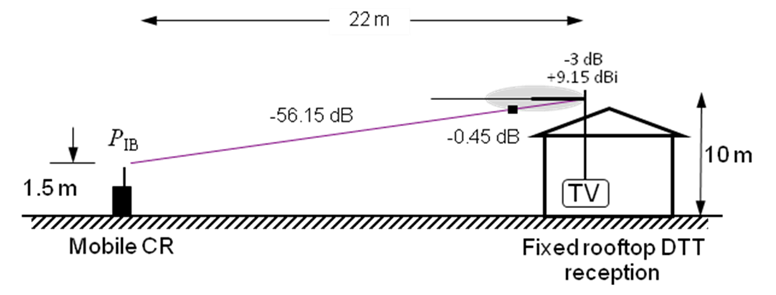 22 m
-3 dB
+9.15 dBi
-56.15 dB
-0.45 dB
PIB
10 m
1.5 m
TV
Mobile CR
Fixed rooftop DTT
reception